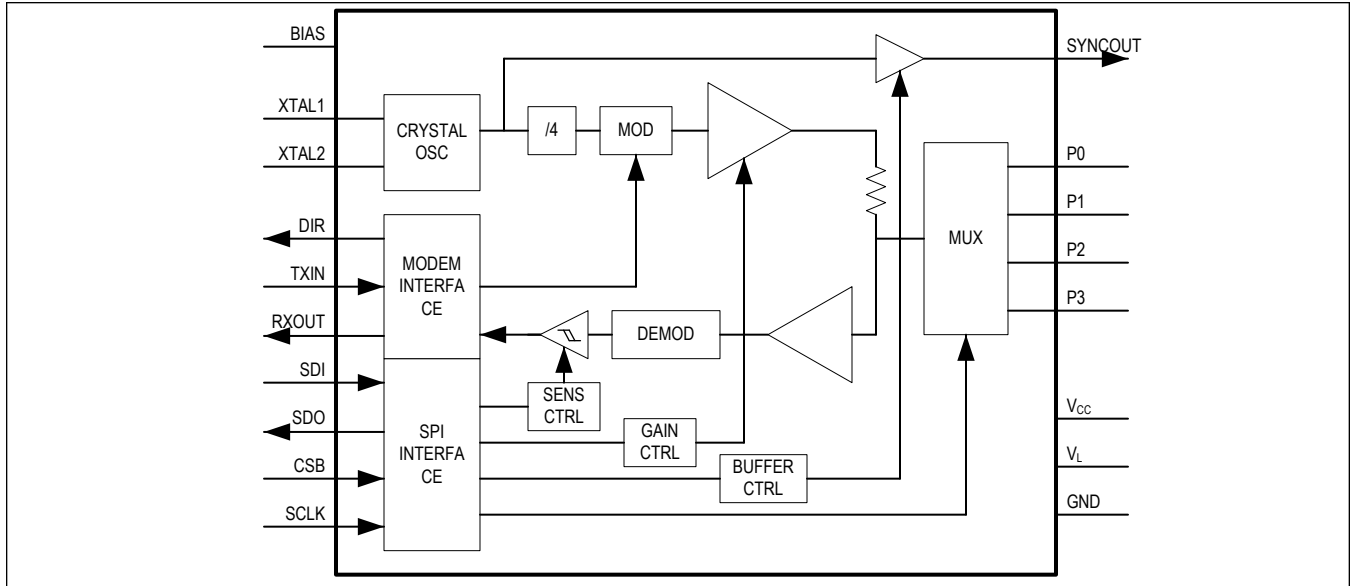 BIAS
SYNCOUT
XTAL1
XTAL2
CRYSTAL
OSC
/4
MOD
P0
P1
P2
P3
MUX
DIR
TXIN
RXOUT
MODEM
INTERFA
CE
DEMOD
SDI
SDO
CSB
SCLK
SPI
INTERFA
CE
SENS
CTRL
GAIN
CTRL
BUFFER
CTRL
VCC
VL
GND